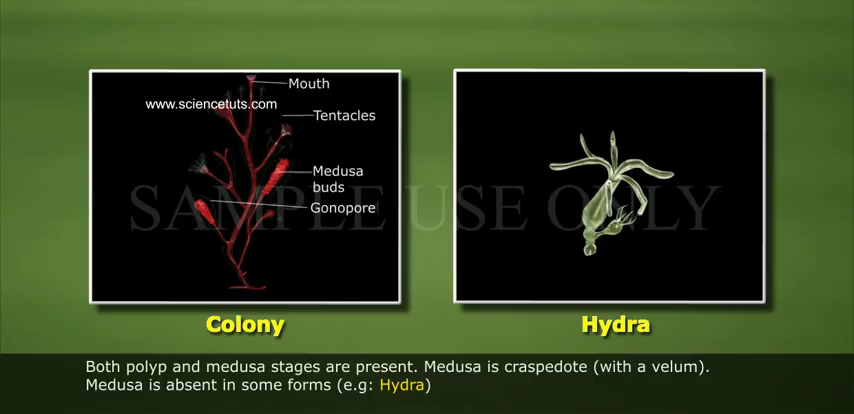 Mouth
www.sciencetuts.com
Tentacles
Medusa
buds
Gonopore
SAMPLE USE ONLY
Colony
Hydra
Both polyp and medusa stages are present. Medusa is craspedote (with a velum).
Medusa is absent in some forms (e.g: Hydra)